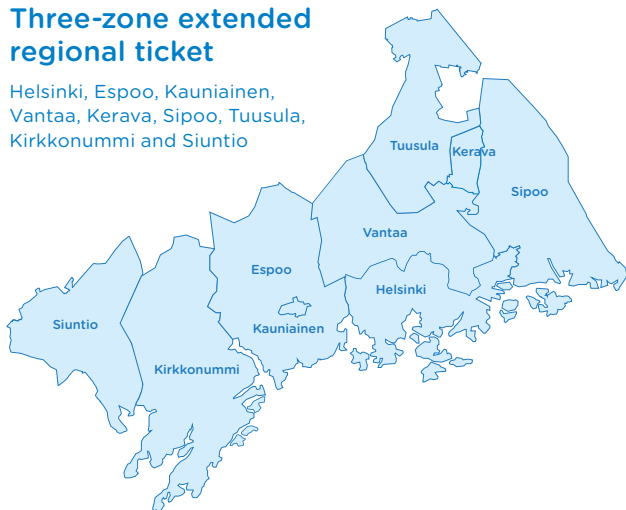 Three-zone extended
regional ticket
Helsinki, Espoo, Kauniainen,
Vantaa, Kerava, Sipoo, Tuusula,
Kirkkonummi and Siuntio
Tuusula
Kerava
Sipoo
Vantaa
Espoo
Helsinki
Siuntio
Kauniainen
Kirkkonummi